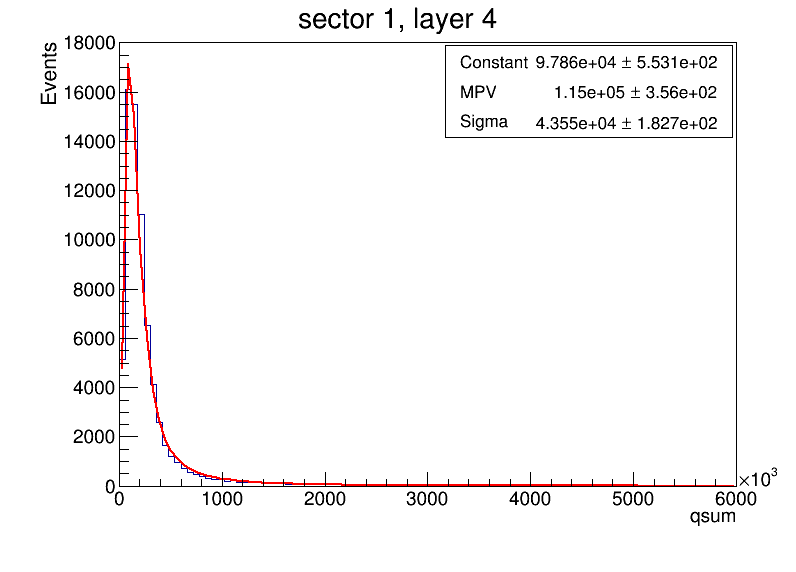 sector 1, layer 4
Events
18000
16000
14000
12000
10000
8000
6000
4000
2000
0
Constant 9.786e+04 ± 5.531e+02
MPV 1.15e+05 ± 3.56e+02
Sigma 4.355e+04 ± 1.827e+02
0 1000 2000 3000 4000 5000 6000
×10³
qsum